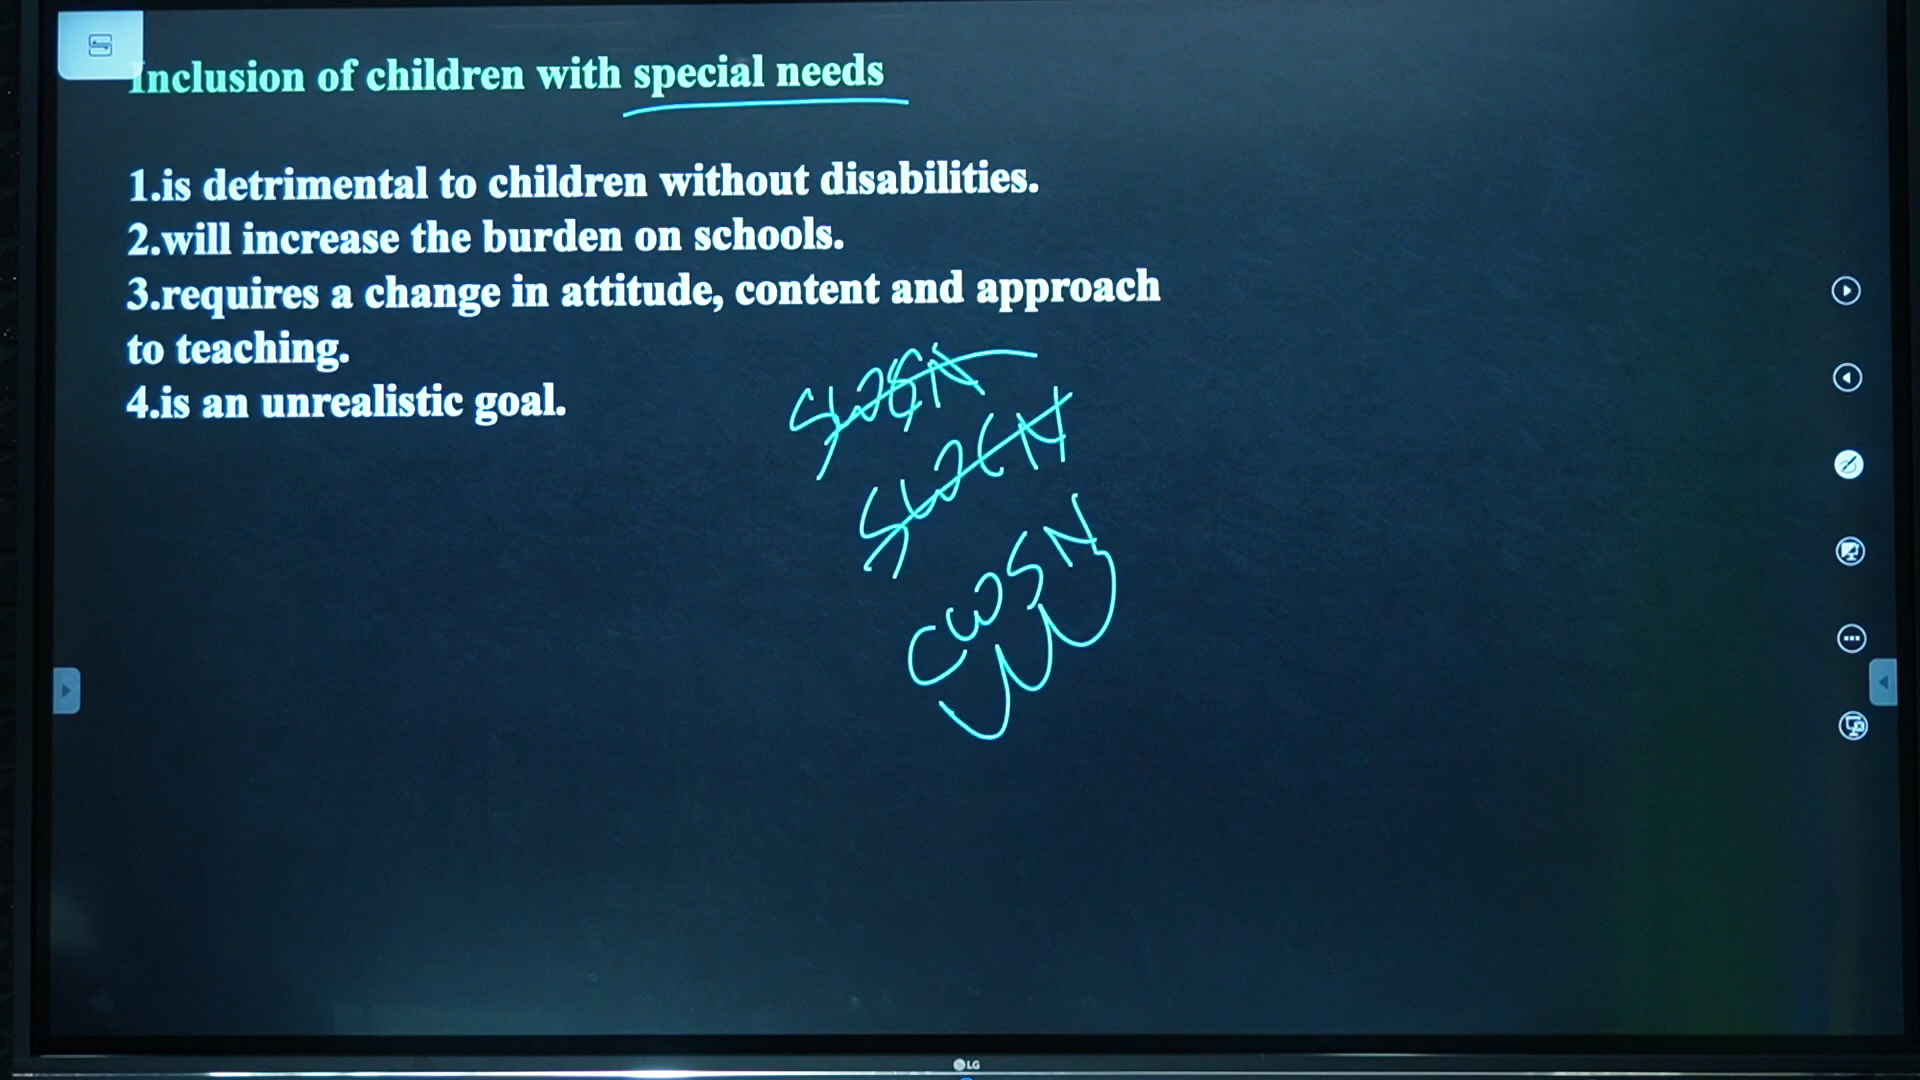 Inclusion of children with special needs
1.is detrimental to children without disabilities.
2.will increase the burden on schools.
3.requires a change in attitude, content and approach
to teaching.
4.is an unrealistic goal.
CWSN
LG